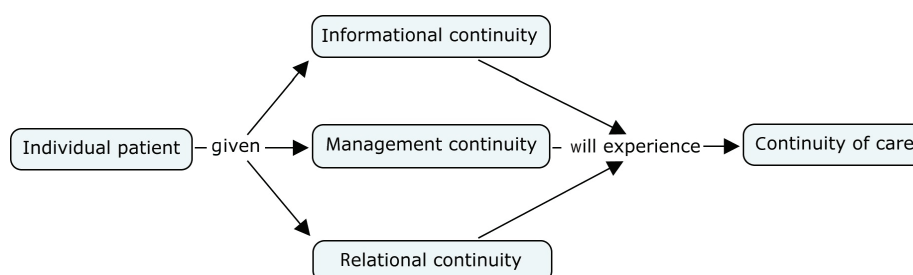 Informational continuity
Individual patient
given
Management continuity
will experience
Continuity of care
Relational continuity